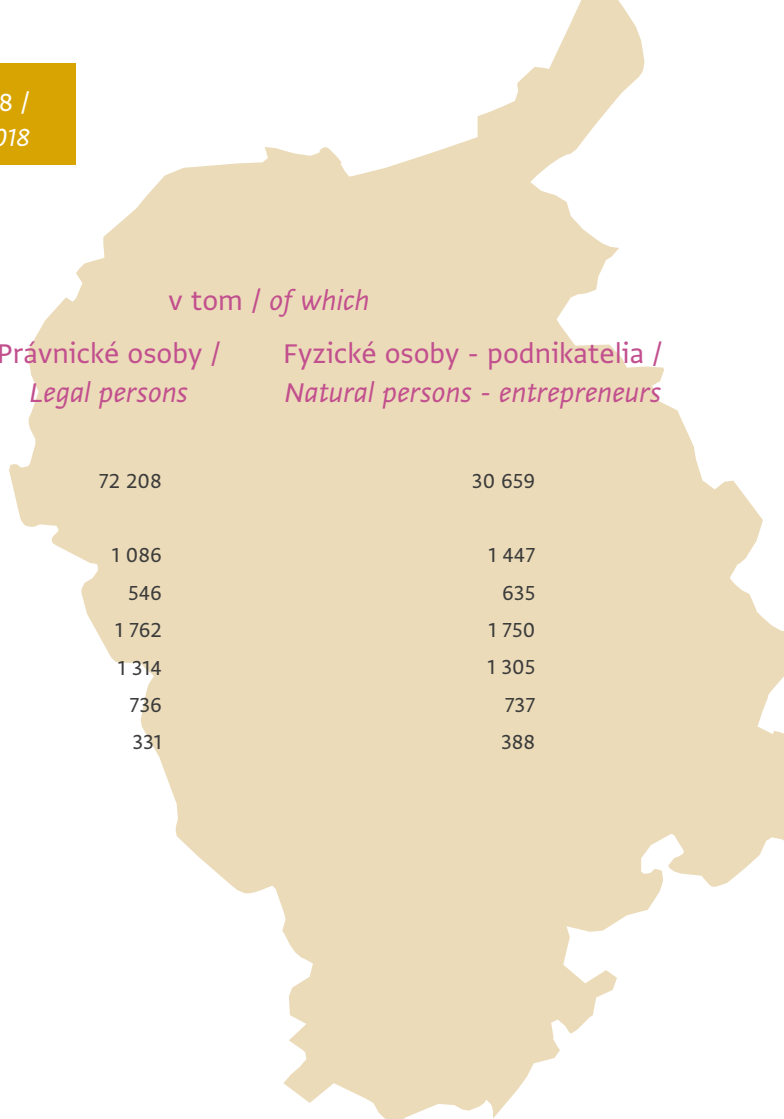 8 /
018
v tom / of which
Právnické osoby / Fyzické osoby - podnikatelia /
Legal persons Natural persons - entrepreneurs
72 208 30 659
1 086 1 447
546 635
1 762 1 750
1 314 1 305
736 737
331 388